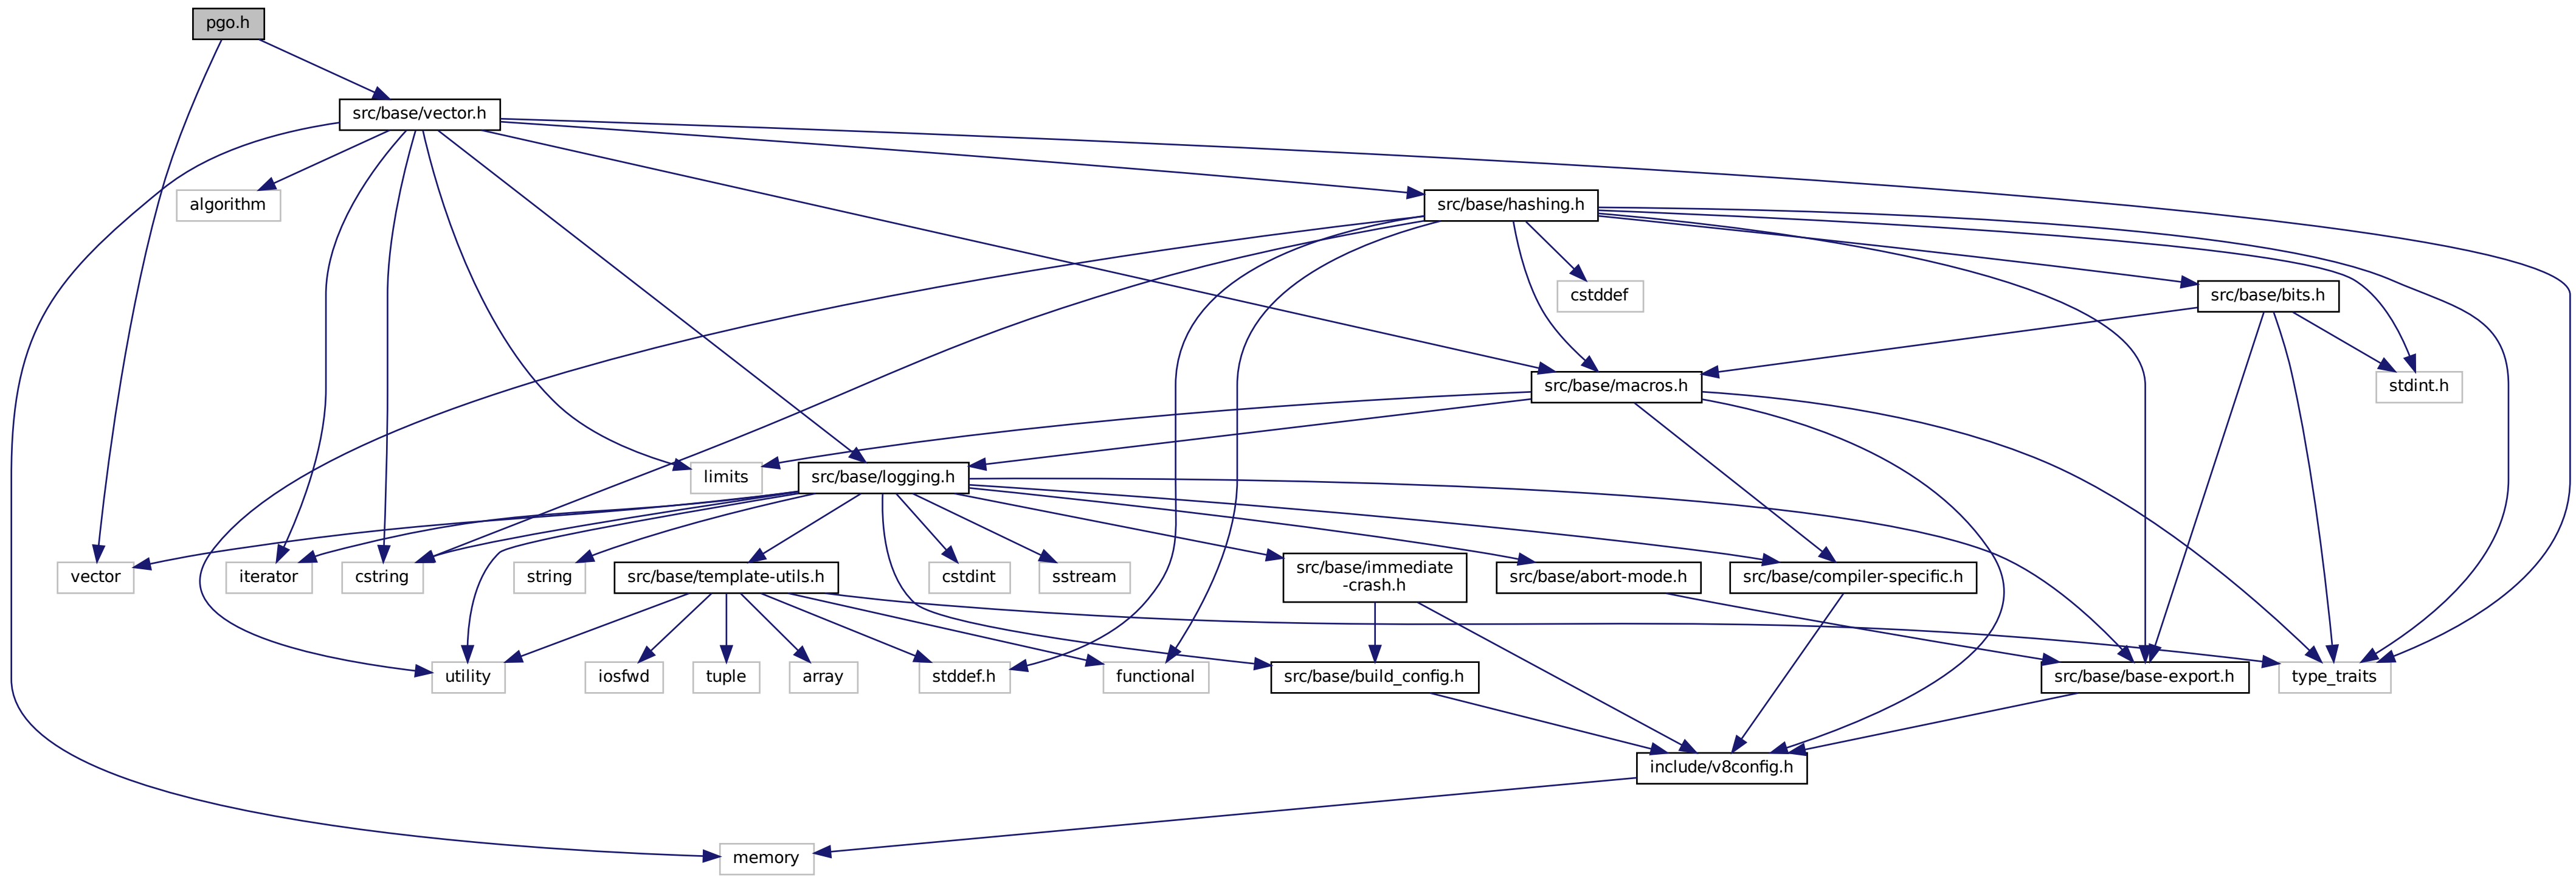 pgo.h
src/base/vector.h
algorithm
src/base/hashing.h
cstddef
src/base/bits.h
src/base/macros.h
stdint.h
limits
src/base/logging.h
vector
iterator
cstring
string
src/base/template-utils.h
cstdint
sstream
src/base/immediate
-crash.h
src/base/abort-mode.h
src/base/compiler-specific.h
utility
iosfwd
tuple
array
stddef.h
functional
src/base/build_config.h
src/base/base-export.h
type_traits
include/v8config.h
memory